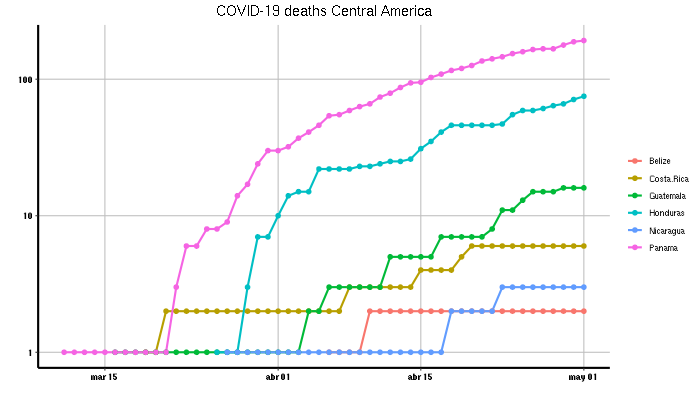 COVID-19 deaths Central America
100
10
1
mar 15
abr 01
abr 15
may 01
Belize
Costa.Rica
Guatemala
Honduras
Nicaragua
Panama